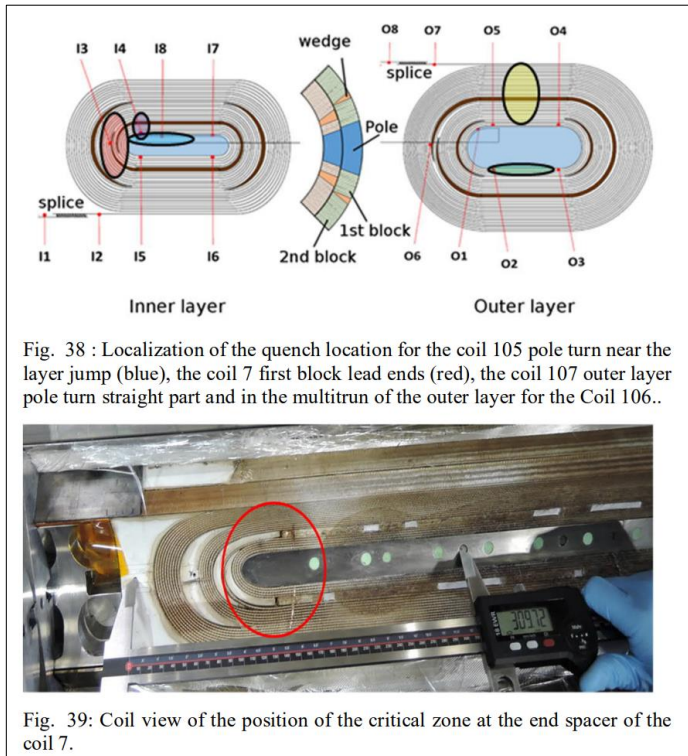 I3 I4 I8 I7
wedge
O8 O7 O5 O4
splice
Pole
splice
1st block
I1 I2 I5 I6
2nd block
O6 O1 O2 O3
Inner layer
Outer layer
Fig. 38 : Localization of the quench location for the coil 105 pole turn near the
layer jump (blue), the coil 7 first block lead ends (red), the coil 107 outer layer
pole turn straight part and in the multitrun of the outer layer for the Coil 106..
30972
Fig. 39: Coil view of the position of the critical zone at the end spacer of the
coil 7.